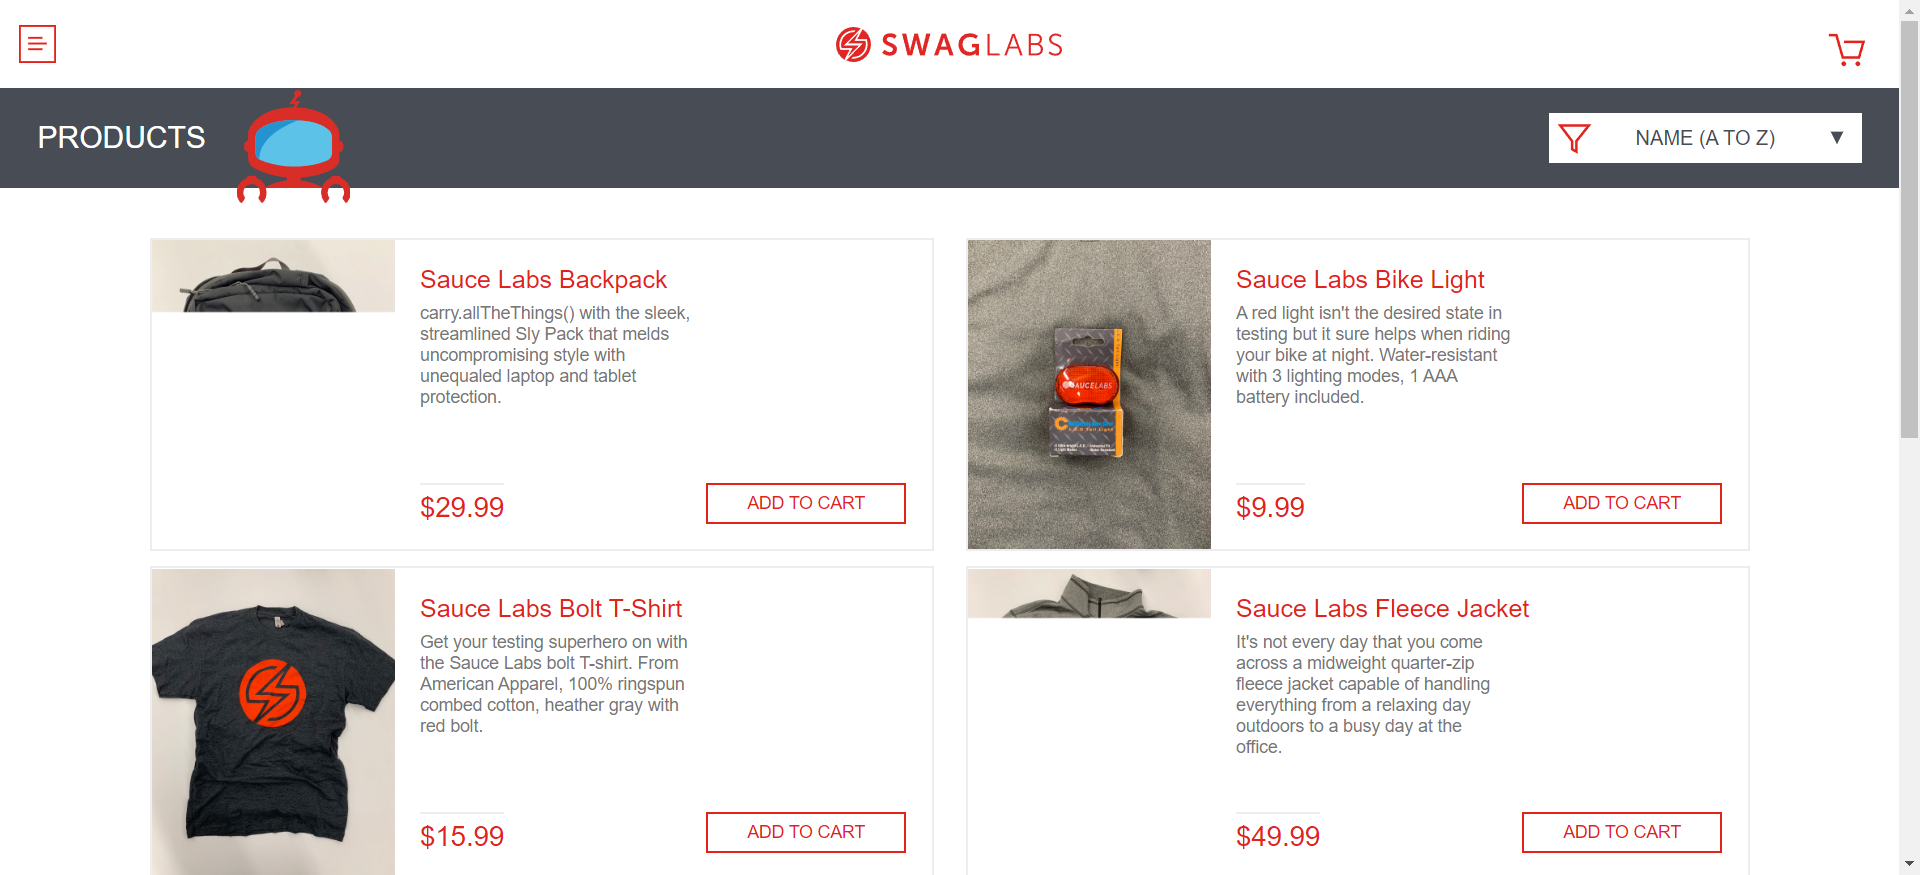 SWAGLABS
PRODUCTS
NAME (A TO Z)
Sauce Labs Backpack
carry.allTheThings() with the sleek,
streamlined Sly Pack that melds
uncompromising style with
unequaled laptop and tablet
protection.
$29.99
ADD TO CART
SAUCELABS
Sauce Labs Bike Light
A red light isn't the desired state in
testing but it sure helps when riding
your bike at night. Water-resistant
with 3 lighting modes, 1 AAA
battery included.
$9.99
ADD TO CART
Sauce Labs Bolt T-Shirt
Get your testing superhero on with
the Sauce Labs bolt T-shirt. From
American Apparel, 100% ringspun
combed cotton, heather gray with
red bolt.
$15.99
ADD TO CART
Sauce Labs Fleece Jacket
It's not every day that you come
across a midweight quarter-zip
fleece jacket capable of handling
everything from a relaxing day
outdoors to a busy day at the
office.
$49.99
ADD TO CART